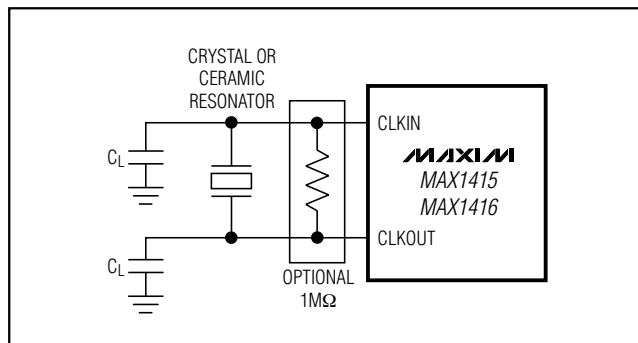 CRYSTAL OR
CERAMIC
RESONATOR
CLKIN
MAXIM
MAX1415
MAX1416
CL
CLKOUT
CL
OPTIONAL
1MΩ